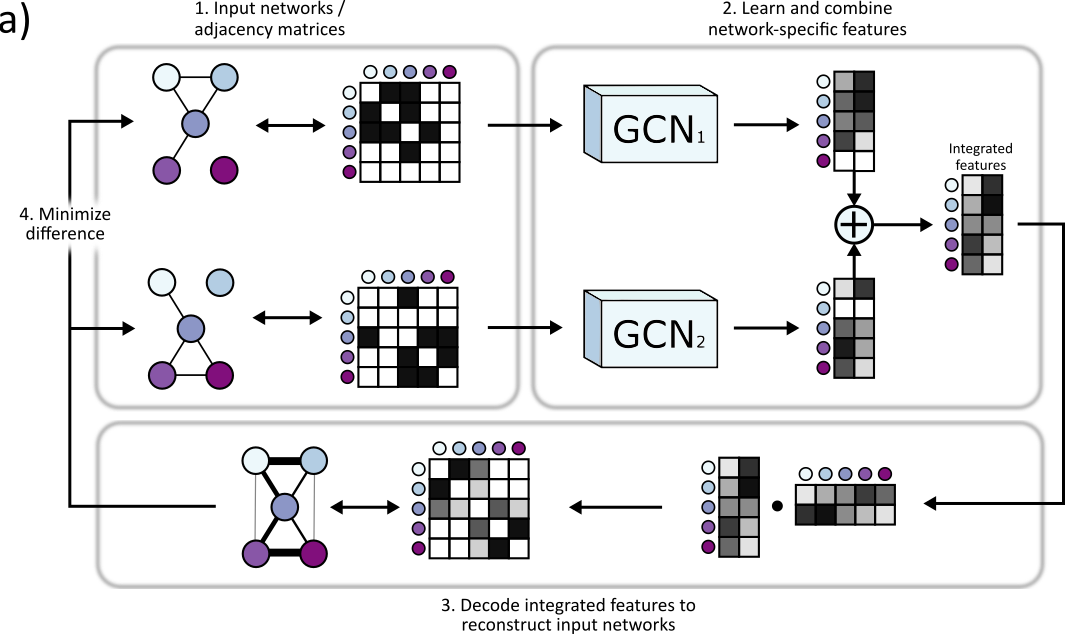 a)
1. Input networks /
adjacency matrices
2. Learn and combine
network-specific features
GCN1
Integrated
features
4. Minimize
difference
GCN2
3. Decode integrated features to
reconstruct input networks